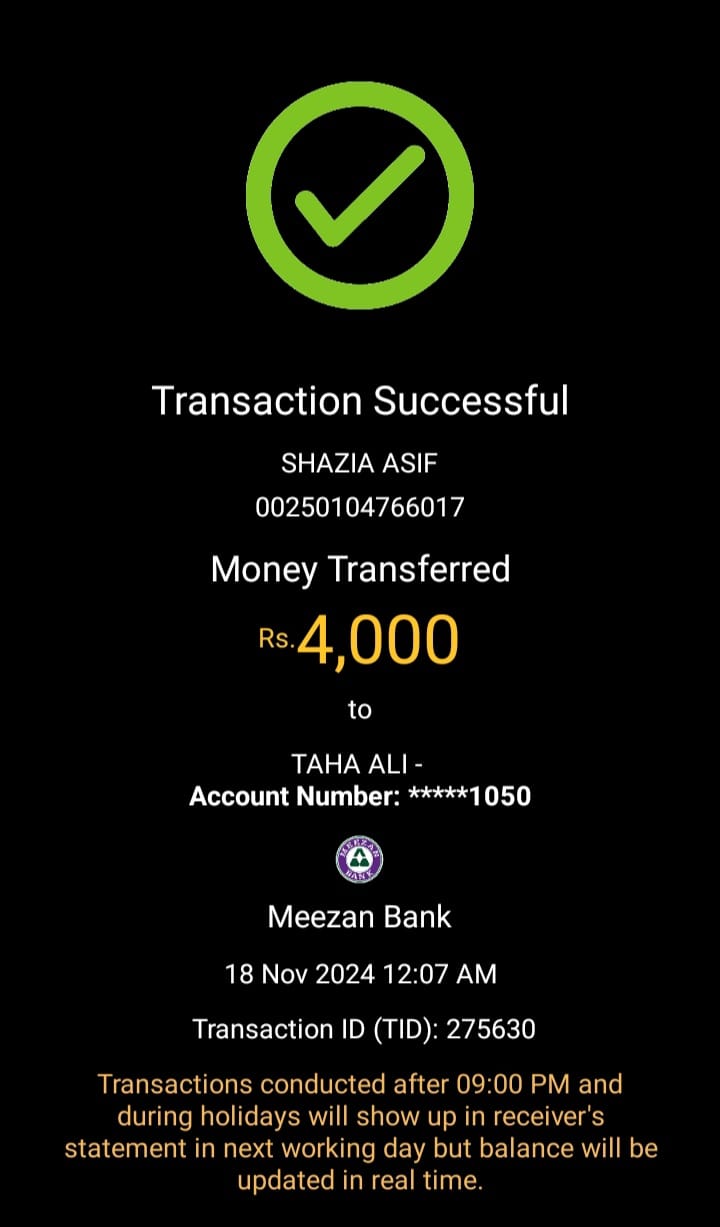 Transaction Successful
SHAZIA ASIF
00250104766017
Money Transferred
Rs.4,000
to
TAHA ALI -
Account Number: *****1050
MEEZAN
BANK
Meezan Bank
18 Nov 2024 12:07 AM
Transaction ID (TID): 275630
Transactions conducted after 09:00 PM and
during holidays will show up in receiver's
statement in next working day but balance will be
updated in real time.